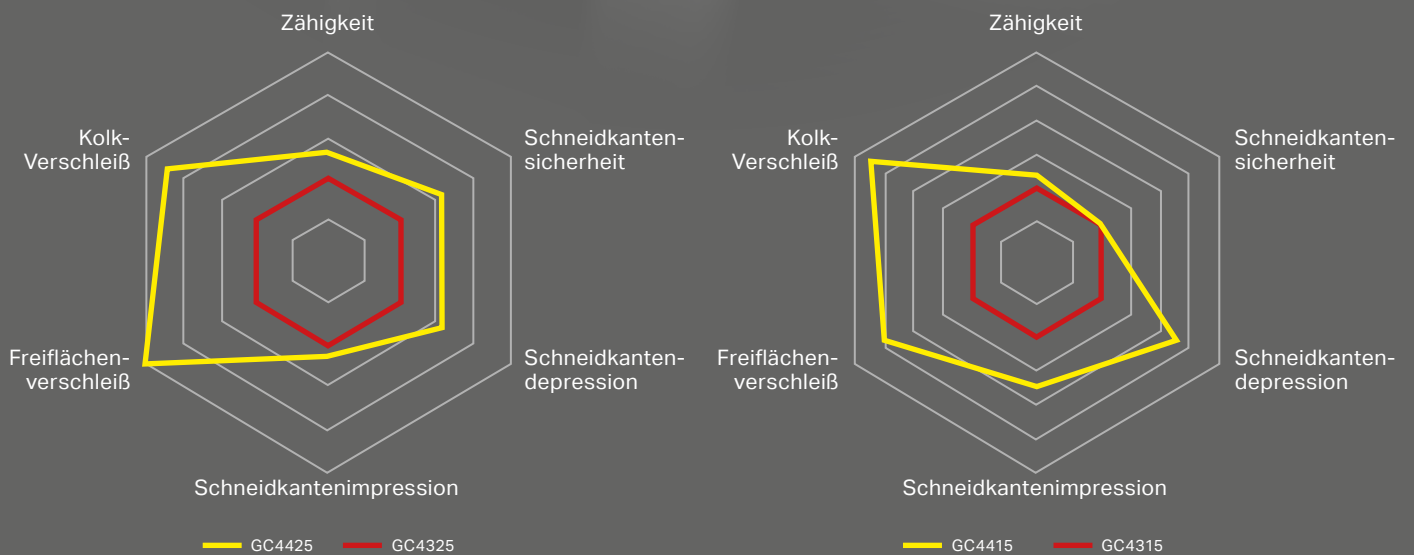 Zähigkeit
Kolk-
Verschleiß
Schneidkanten-
sicherheit
Freiflächen-
verschleiß
Schneidkanten-
depression
Schneidkantenimpression
GC4425
GC4325
Zähigkeit
Kolk-
Verschleiß
Schneidkanten-
sicherheit
Freiflächen-
verschleiß
Schneidkanten-
depression
Schneidkantenimpression
GC4415
GC4315